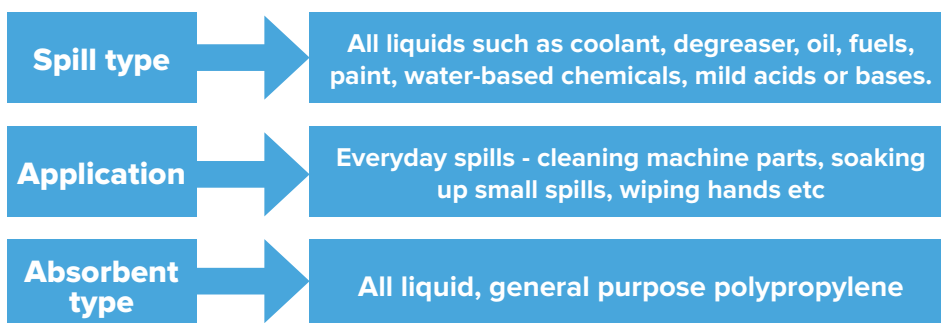 Spill type
All liquids such as coolant, degreaser, oil, fuels,
paint, water-based chemicals, mild acids or bases.
Application
Everyday spills - cleaning machine parts, soaking
up small spills, wiping hands etc
Absorbent
type
All liquid, general purpose polypropylene